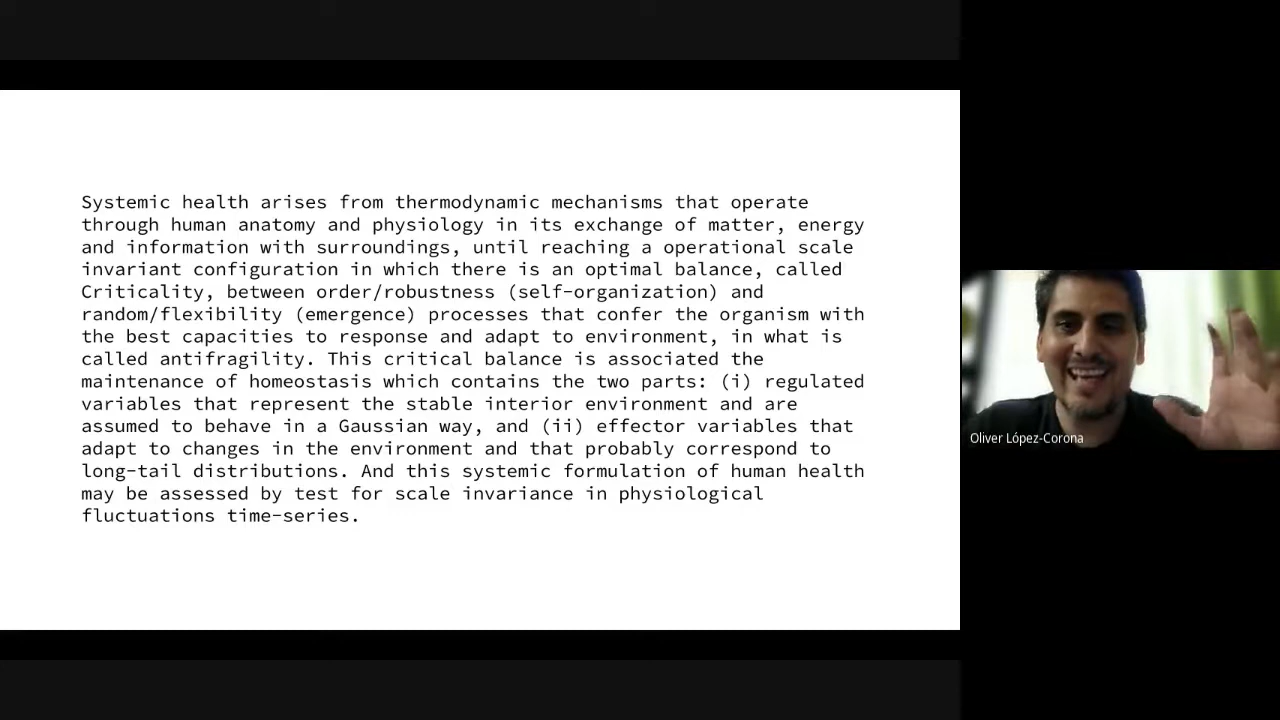 Systemic health arises from thermodynamic mechanisms that operate
through human anatomy and physiology in its exchange of matter, energy
and information with surroundings, until reaching a operational scale
invariant configuration in which there is an optimal balance, called
Criticality, between order/robustness (self-organization) and
random/flexibility (emergence) processes that confer the organism with
the best capacities to response and adapt to environment, in what is
called antifragility. This critical balance is associated the
maintenance of homeostasis which contains the two parts: (i) regulated
variables that represent the stable interior environment and are
assumed to behave in a Gaussian way, and (ii) effector variables that
adapt to changes in the environment and that probably correspond to
long-tail distributions. And this systemic formulation of human health
may be assessed by test for scale invariance in physiological
fluctuations time-series.
Oliver López-Corona